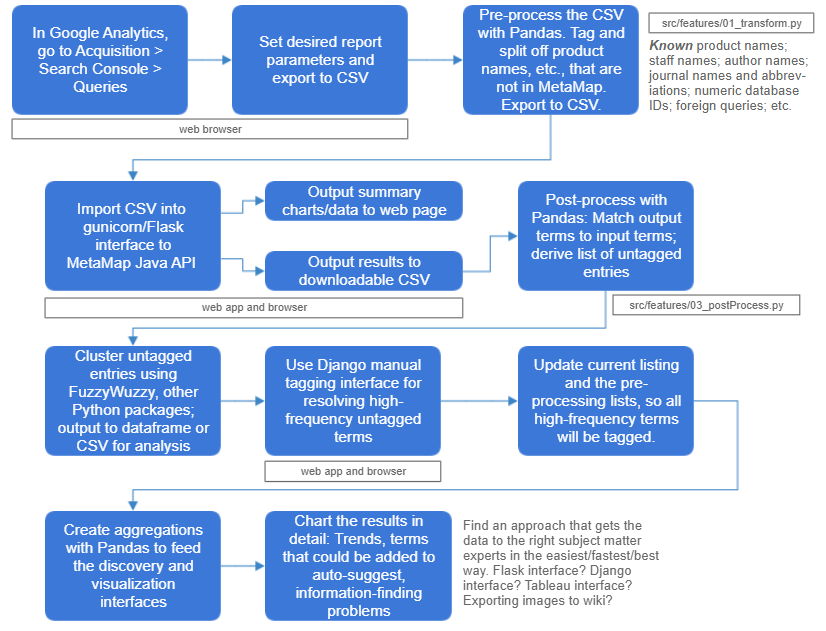 In Google Analytics,
go to Acquisition >
Search Console >
Queries
Set desired report
parameters and
export to CSV
Pre-process the CSV
with Pandas. Tag and
split off product
names, etc., that are
not in MetaMap.
Export to CSV.
src/features/01_transform.py
Known product names;
staff names; author names;
journal names and abbrev-
iations; numeric database
IDs; foreign queries; etc.
web browser
Import CSV into
gunicorn/Flask
interface to
MetaMap Java API
Output summary
charts/data to web page
Output results to
downloadable CSV
Post-process with
Pandas: Match output
terms to input terms;
derive list of untagged
entries
web app and browser
src/features/03_postProcess.py
Cluster untagged
entries using
FuzzyWuzzy, other
Python packages;
output to dataframe or
CSV for analysis
Use Django manual
tagging interface for
resolving high-
frequency untagged
terms
Update current listing
and the pre-
processing lists, so all
high-frequency terms
will be tagged.
web app and browser
Create aggregations
with Pandas to feed
the discovery and
visualization
interfaces
Chart the results in
detail: Trends, terms
that could be added to
auto-suggest,
information-finding
problems
Find an approach that gets the
data to the right subject matter
experts in the easiest/fastest/best
way. Flask interface? Django
interface? Tableau interface?
Exporting images to wiki?